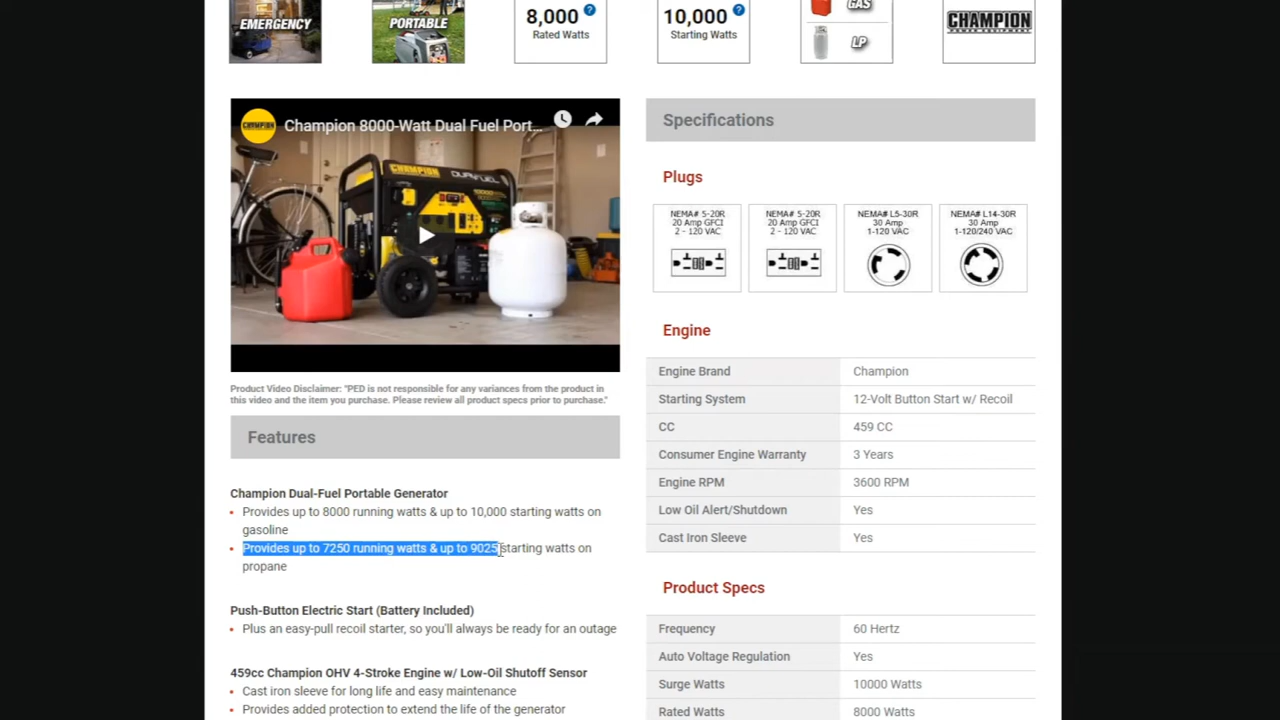 EMERGENCY
PORTABLE
8,000 ?
Rated Watts
10,000 ?
Starting Watts
GAS
LP
CHAMPION
POWER EQUIPMENT
CHAMPION
Champion 8000-Watt Dual Fuel Port...
CHAMPION
DUAL FUEL
Product Video Disclaimer: "PED is not responsible for any variances from the product in
this video and the item you purchase. Please review all product specs prior to purchase."
Features
Champion Dual-Fuel Portable Generator
• Provides up to 8000 running watts & up to 10,000 starting watts on
gasoline
• Provides up to 7250 running watts & up to 9025 starting watts on
propane
Push-Button Electric Start (Battery Included)
• Plus an easy-pull recoil starter, so you'll always be ready for an outage
459cc Champion OHV 4-Stroke Engine w/ Low-Oil Shutoff Sensor
• Cast iron sleeve for long life and easy maintenance
• Provides added protection to extend the life of the generator
Specifications
Plugs
NEMA# 5-20R
20 Amp GFCI
2 - 120 VAC
NEMA# 5-20R
20 Amp GFCI
2 - 120 VAC
NEMA# L5-30R
30 Amp
1-120 VAC
NEMA# L14-30R
30 Amp
1-120/240 VAC
Engine
Engine Brand Champion
Starting System 12-Volt Button Start w/ Recoil
CC 459 CC
Consumer Engine Warranty 3 Years
Engine RPM 3600 RPM
Low Oil Alert/Shutdown Yes
Cast Iron Sleeve Yes
Product Specs
Frequency 60 Hertz
Auto Voltage Regulation Yes
Surge Watts 10000 Watts
Rated Watts 8000 Watts